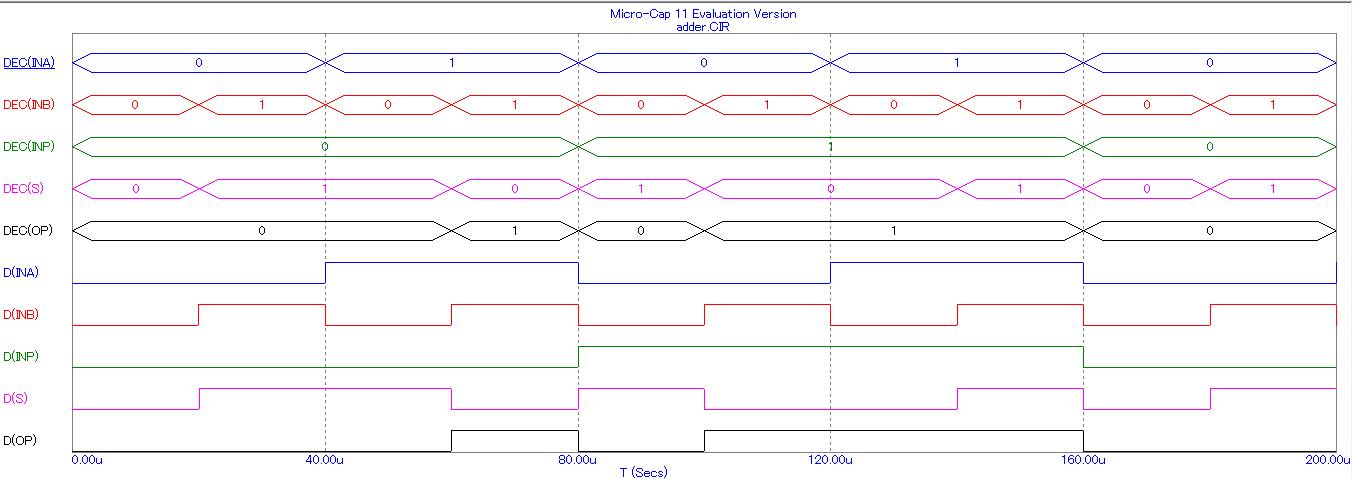 Micro-Cap 11 Evaluation Version
adder.CIR
DEC(INA) 0 1 0 1 0
DEC(INB) 0 1 0 1 0 1 0 1 0 1
DEC(INP) 0 1 0
DEC(S) 0 1 0 1 0 1 0 1
DEC(OP) 0 1 0 1 0
D(INA)
D(INB)
D(INP)
D(S)
D(OP)
0.00u 40.00u 80.00u 120.00u 160.00u 200.00u
T (Secs)